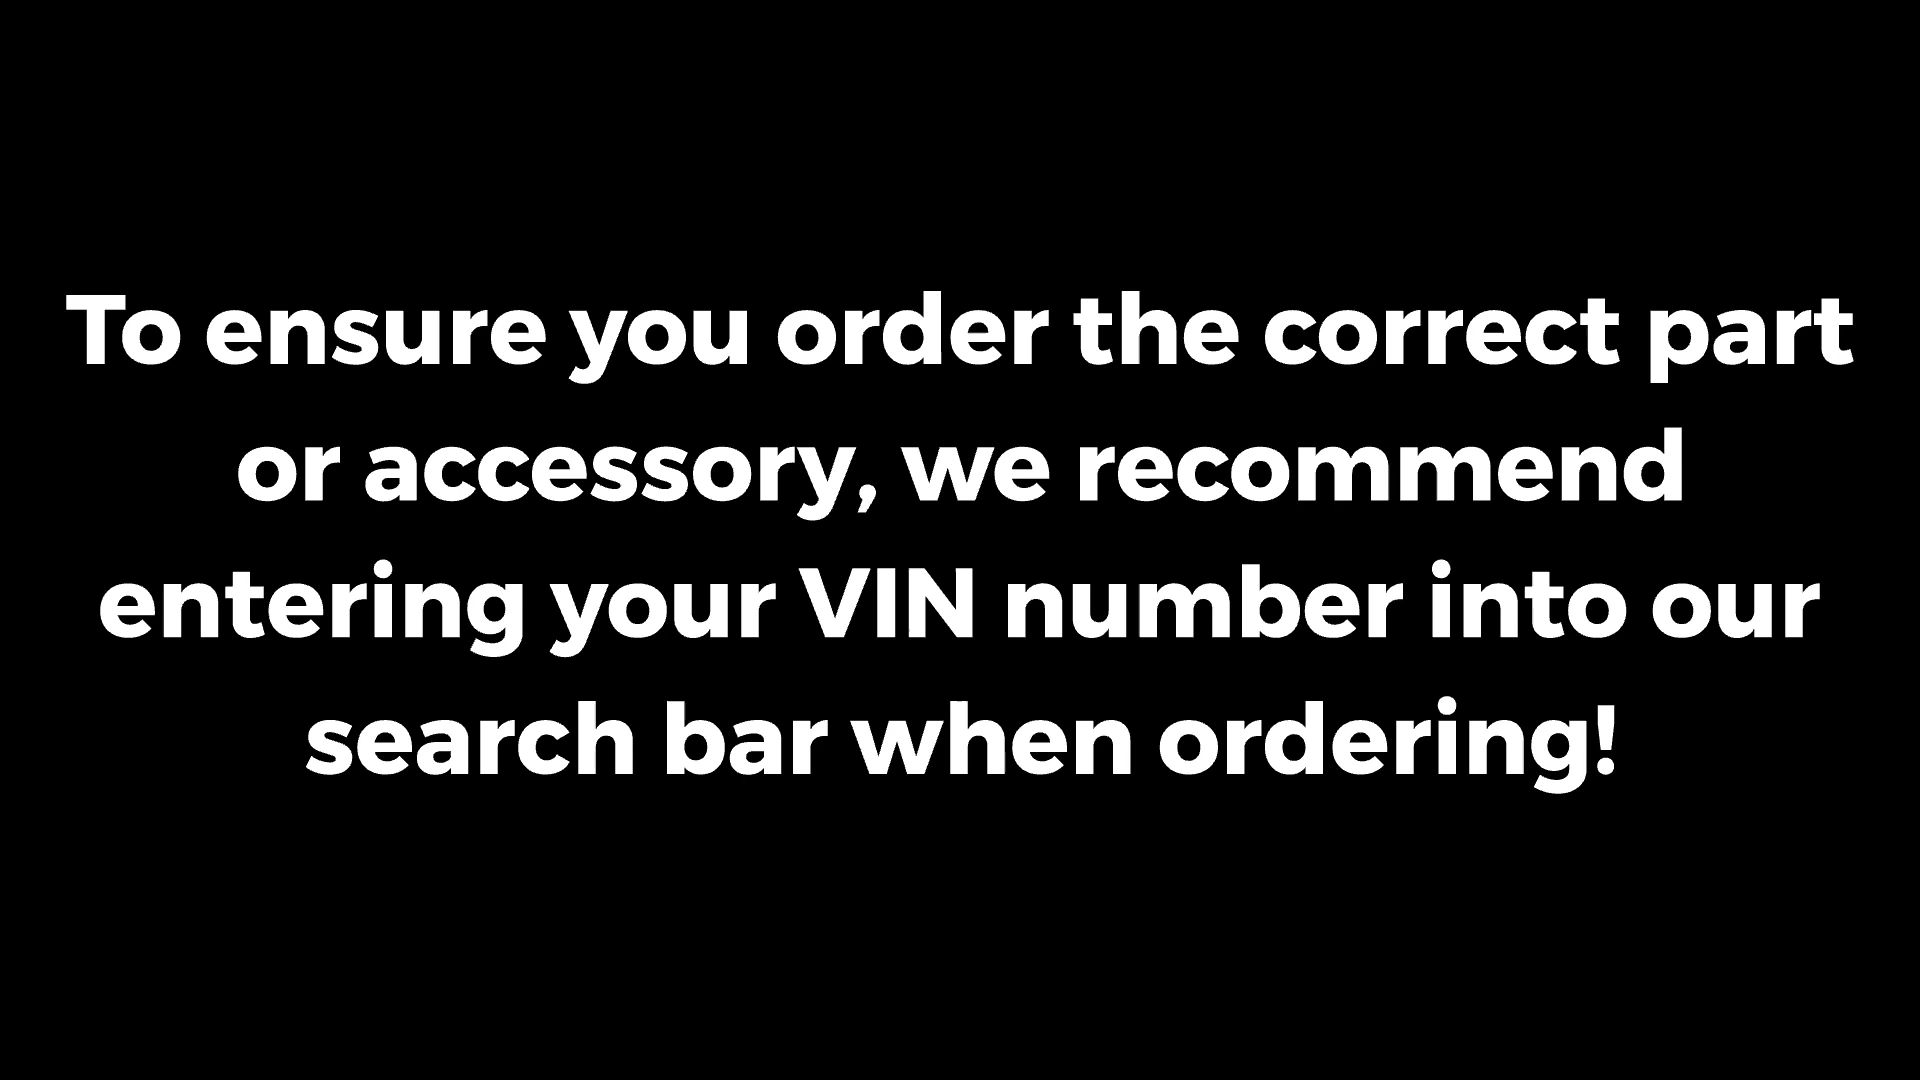 To ensure you order the correct part
or accessory, we recommend
entering your VIN number into our
search bar when ordering!